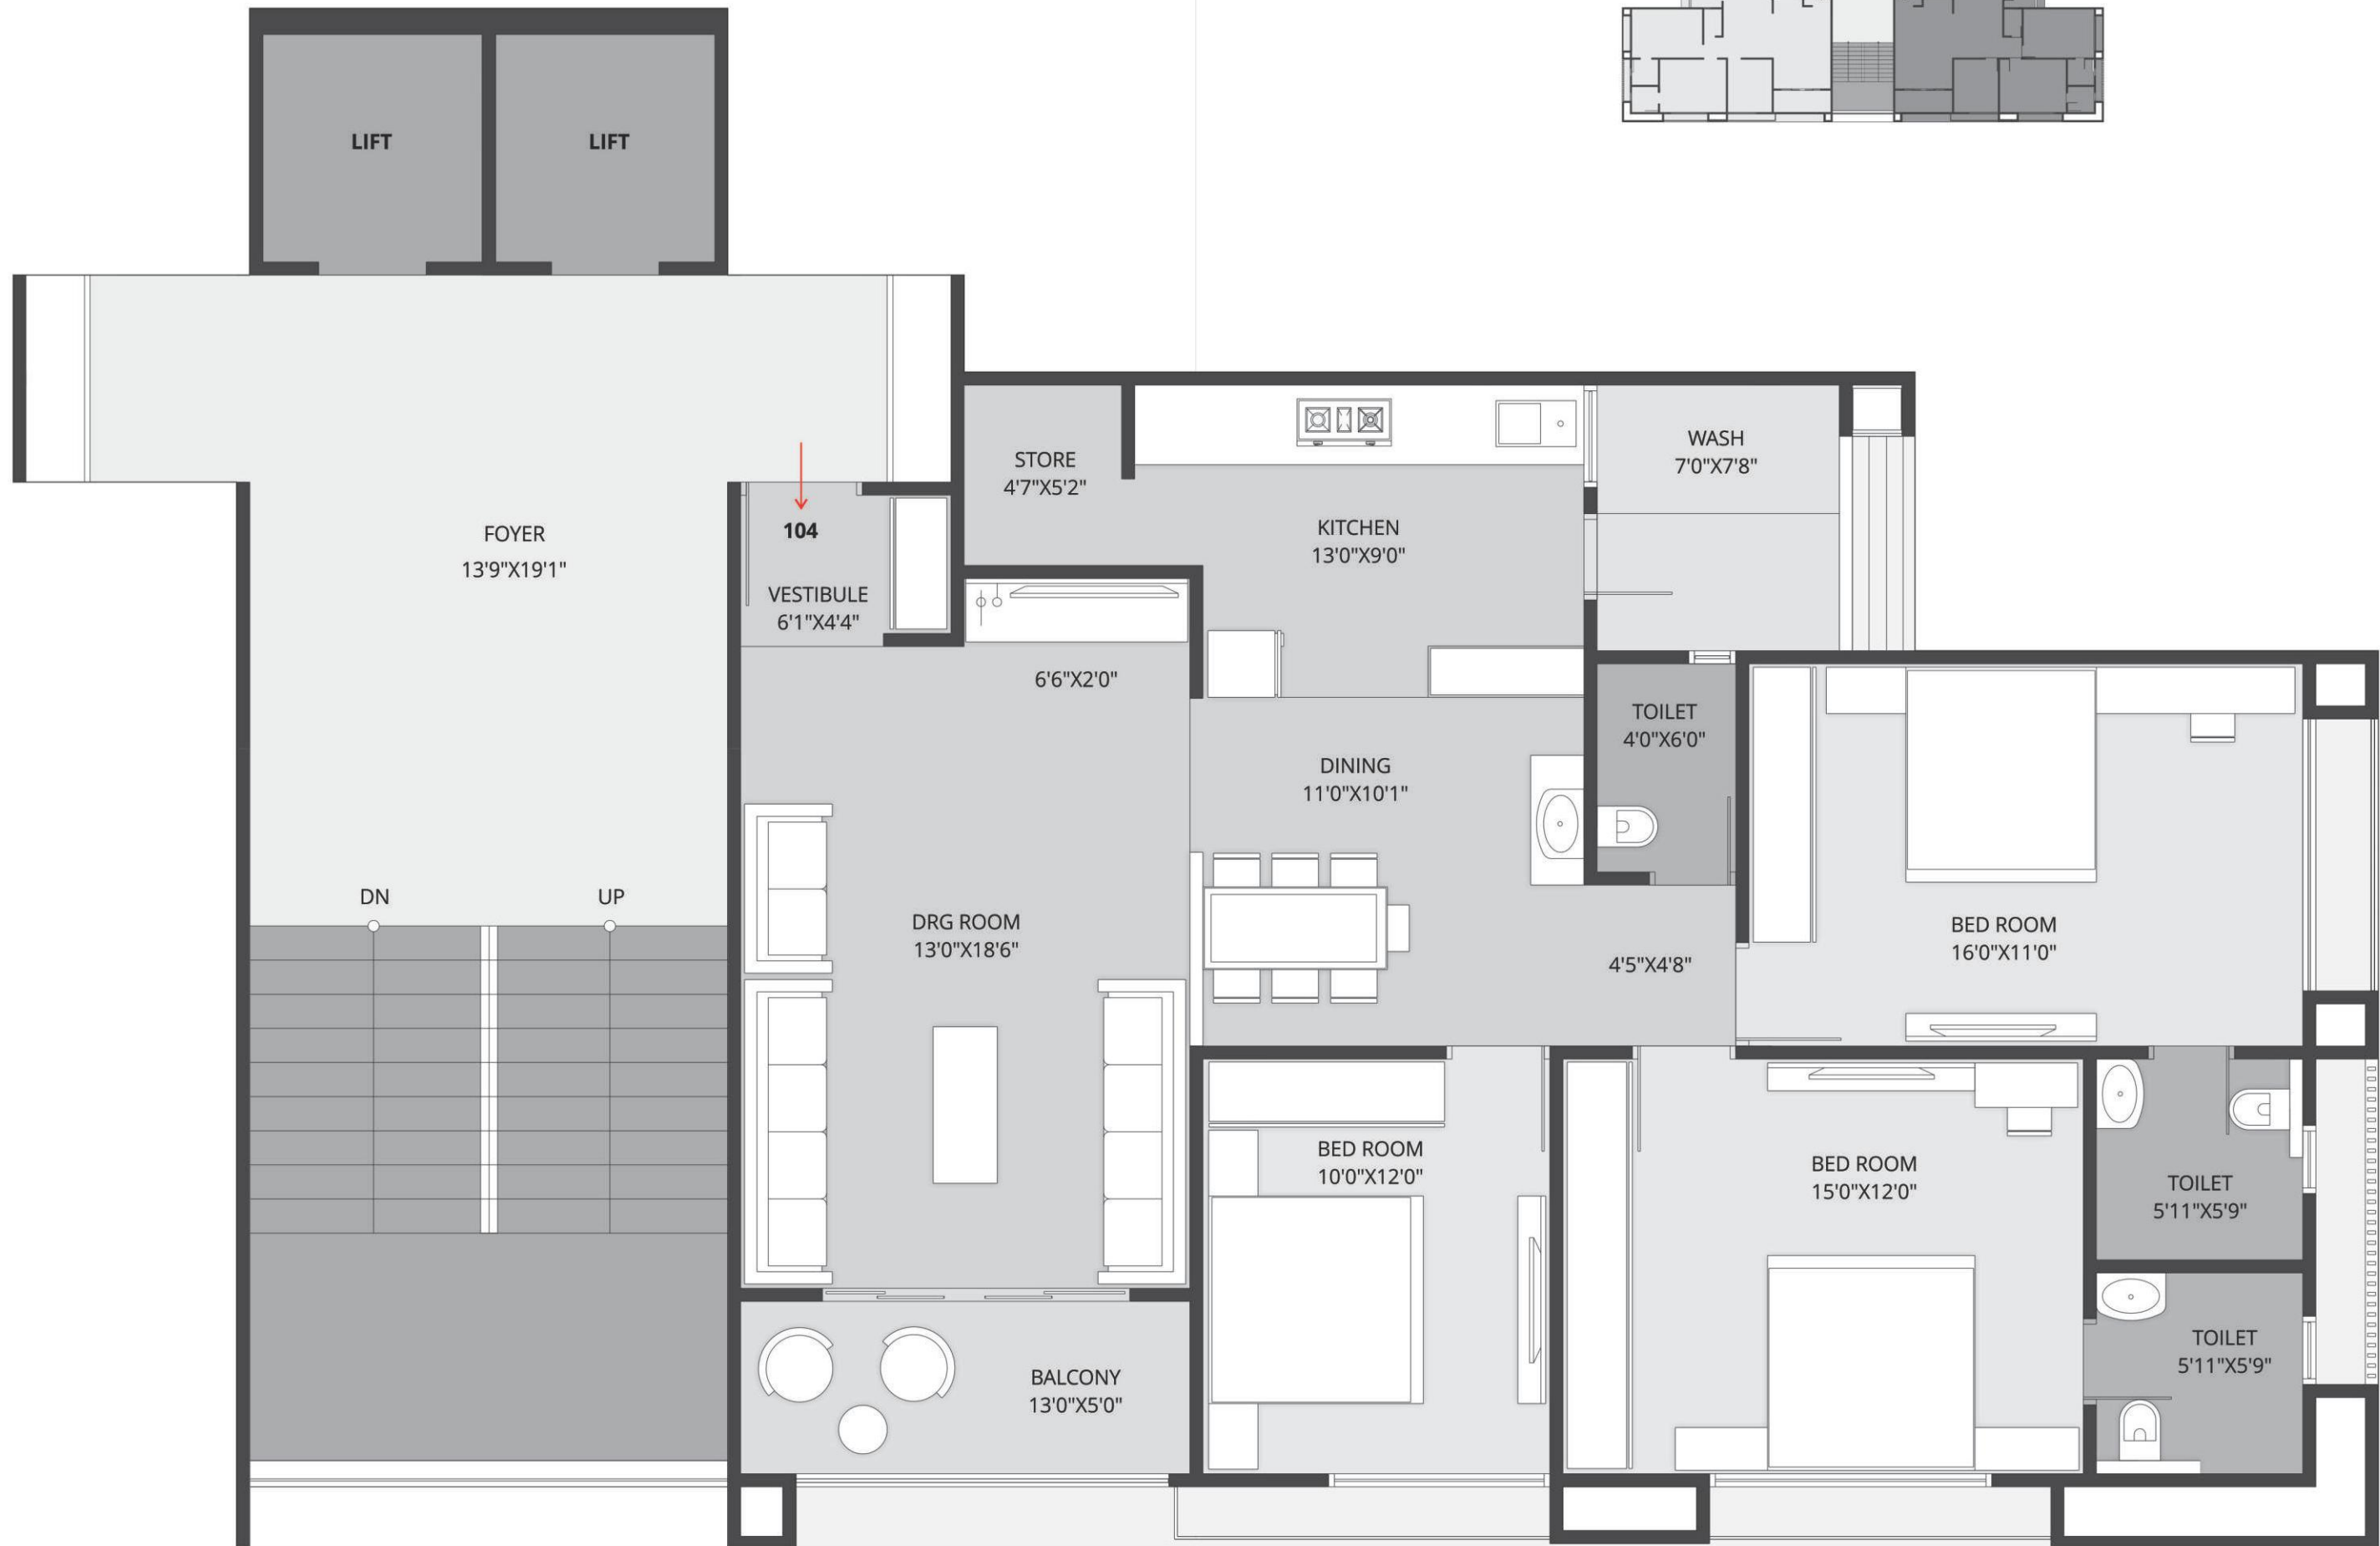 LIFT
LIFT
STORE
4'7"X5'2"
WASH
7'0"X7'8"
FOYER
13'9"X19'1"
104
VESTIBULE
6'1"X4'4"
KITCHEN
13'0"X9'0"
6'6"X2'0"
TOILET
4'0"X6'0"
DINING
11'0"X10'1"
DN
UP
DRG ROOM
13'0"X18'6"
4'5"X4'8"
BED ROOM
16'0"X11'0"
BED ROOM
10'0"X12'0"
BED ROOM
15'0"X12'0"
TOILET
5'11"X5'9"
TOILET
5'11"X5'9"
BALCONY
13'0"X5'0"